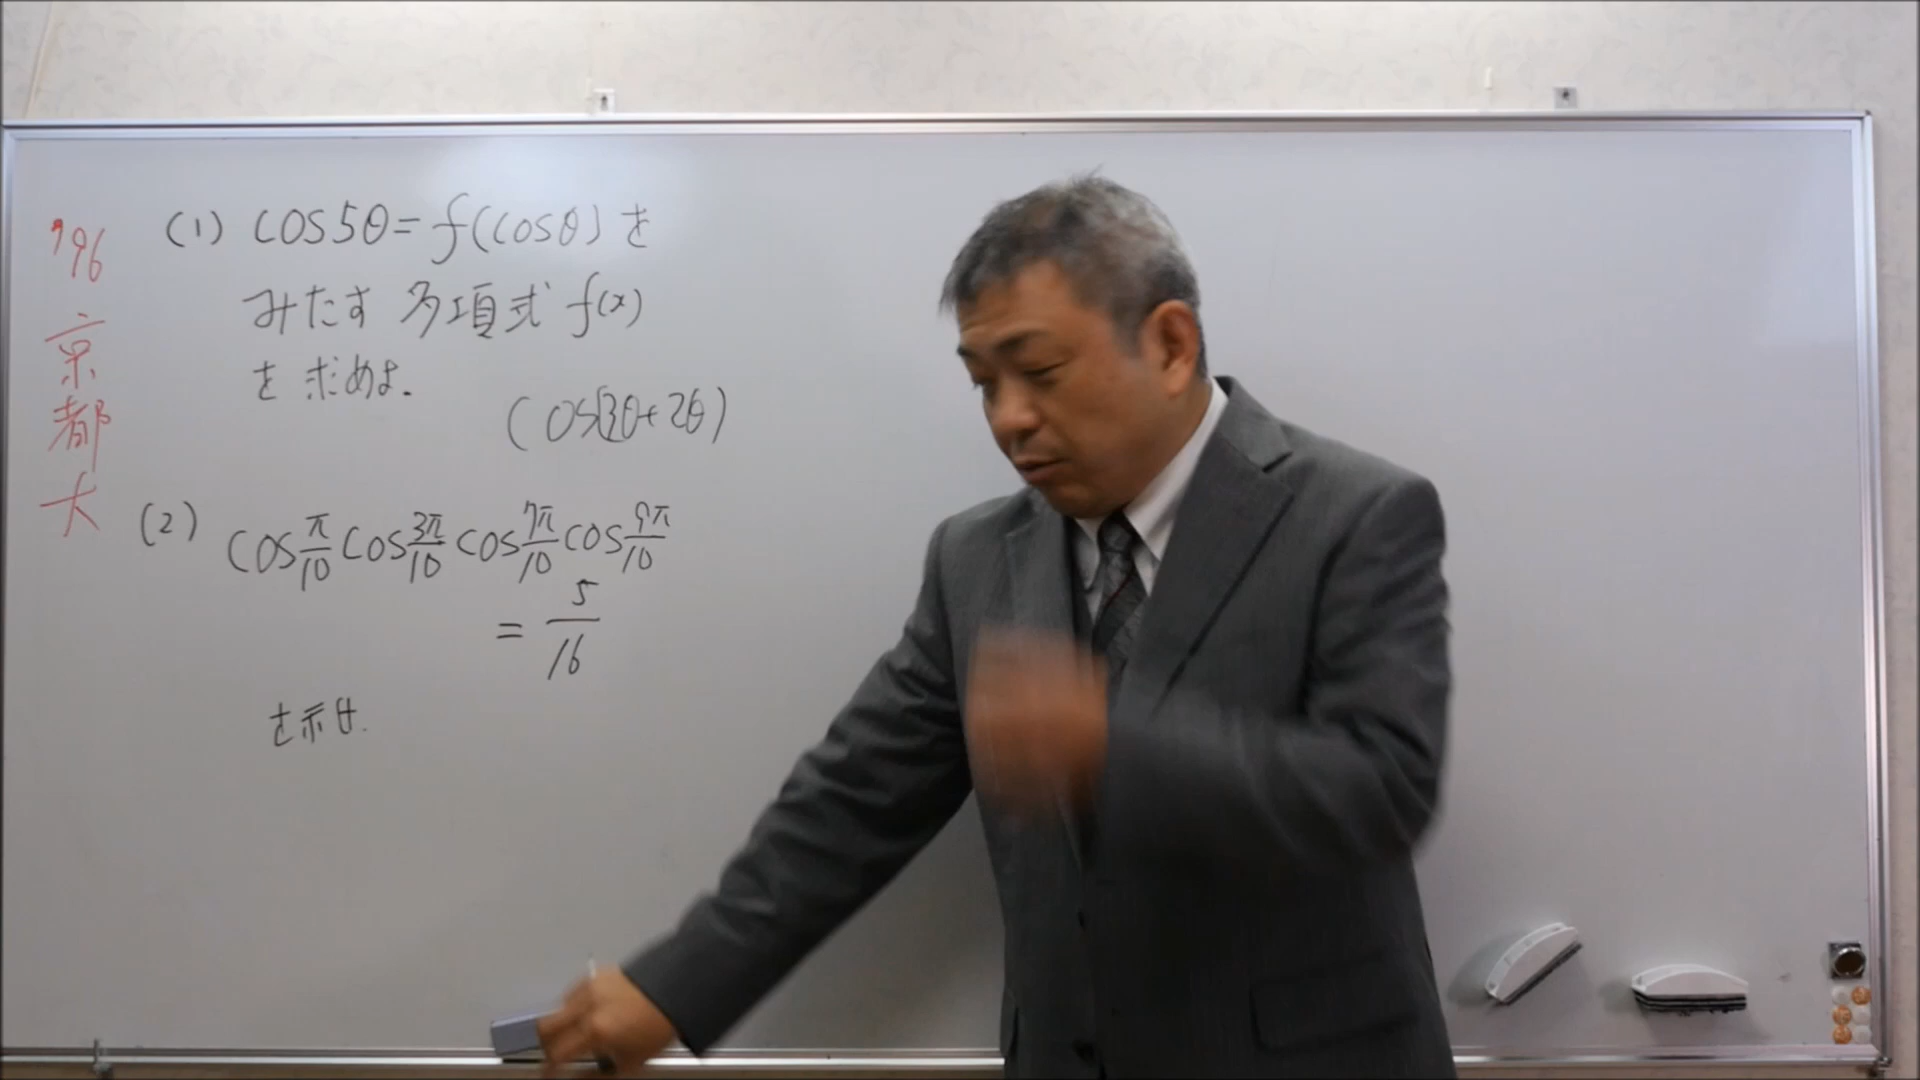 '96 京都大
(1) cos5θ = f(cosθ) を
みたす 多項式 f(x)
を 求めよ.
(cos(3θ+2θ)
(2) cos π/10 cos 3π/10 cos 7π/10 cos 9π/10
= 5/16
を示せ.